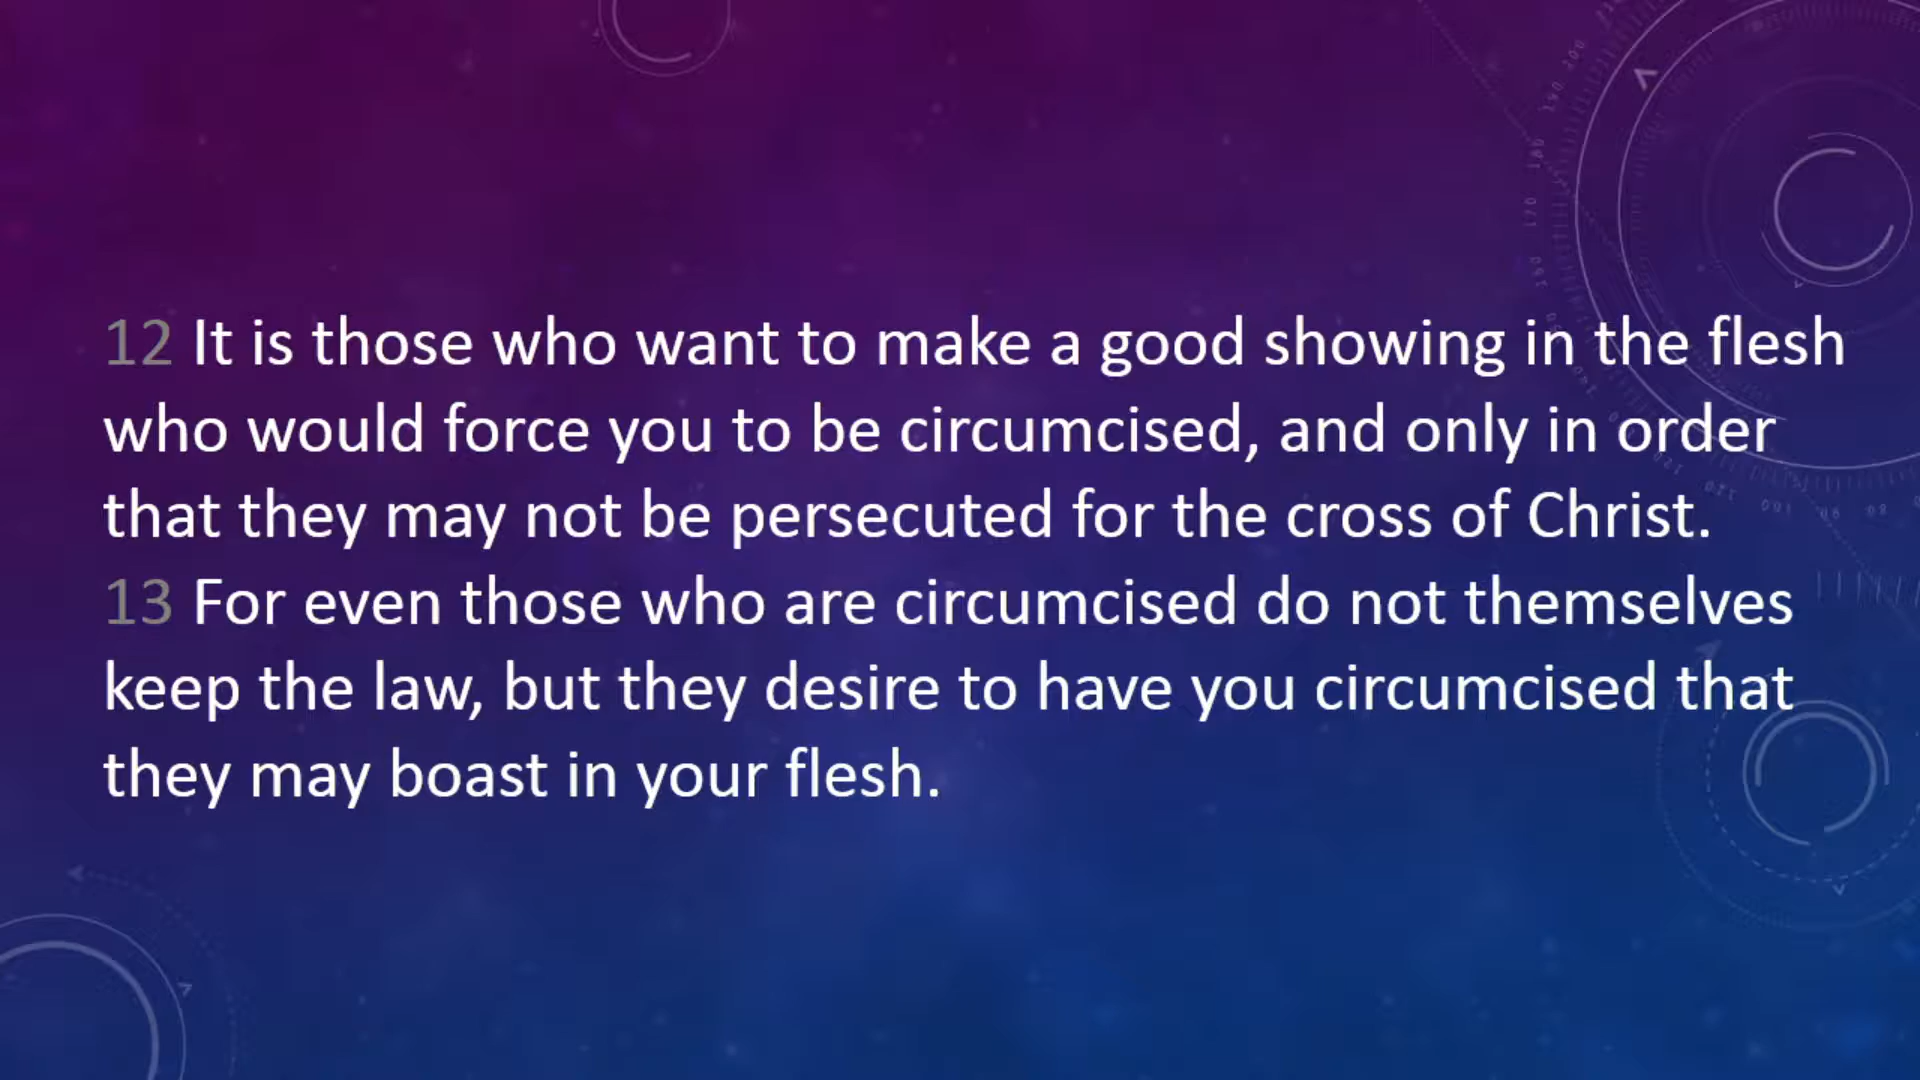 12 It is those who want to make a good showing in the flesh
who would force you to be circumcised, and only in order
that they may not be persecuted for the cross of Christ.
13 For even those who are circumcised do not themselves
keep the law, but they desire to have you circumcised that
they may boast in your flesh.